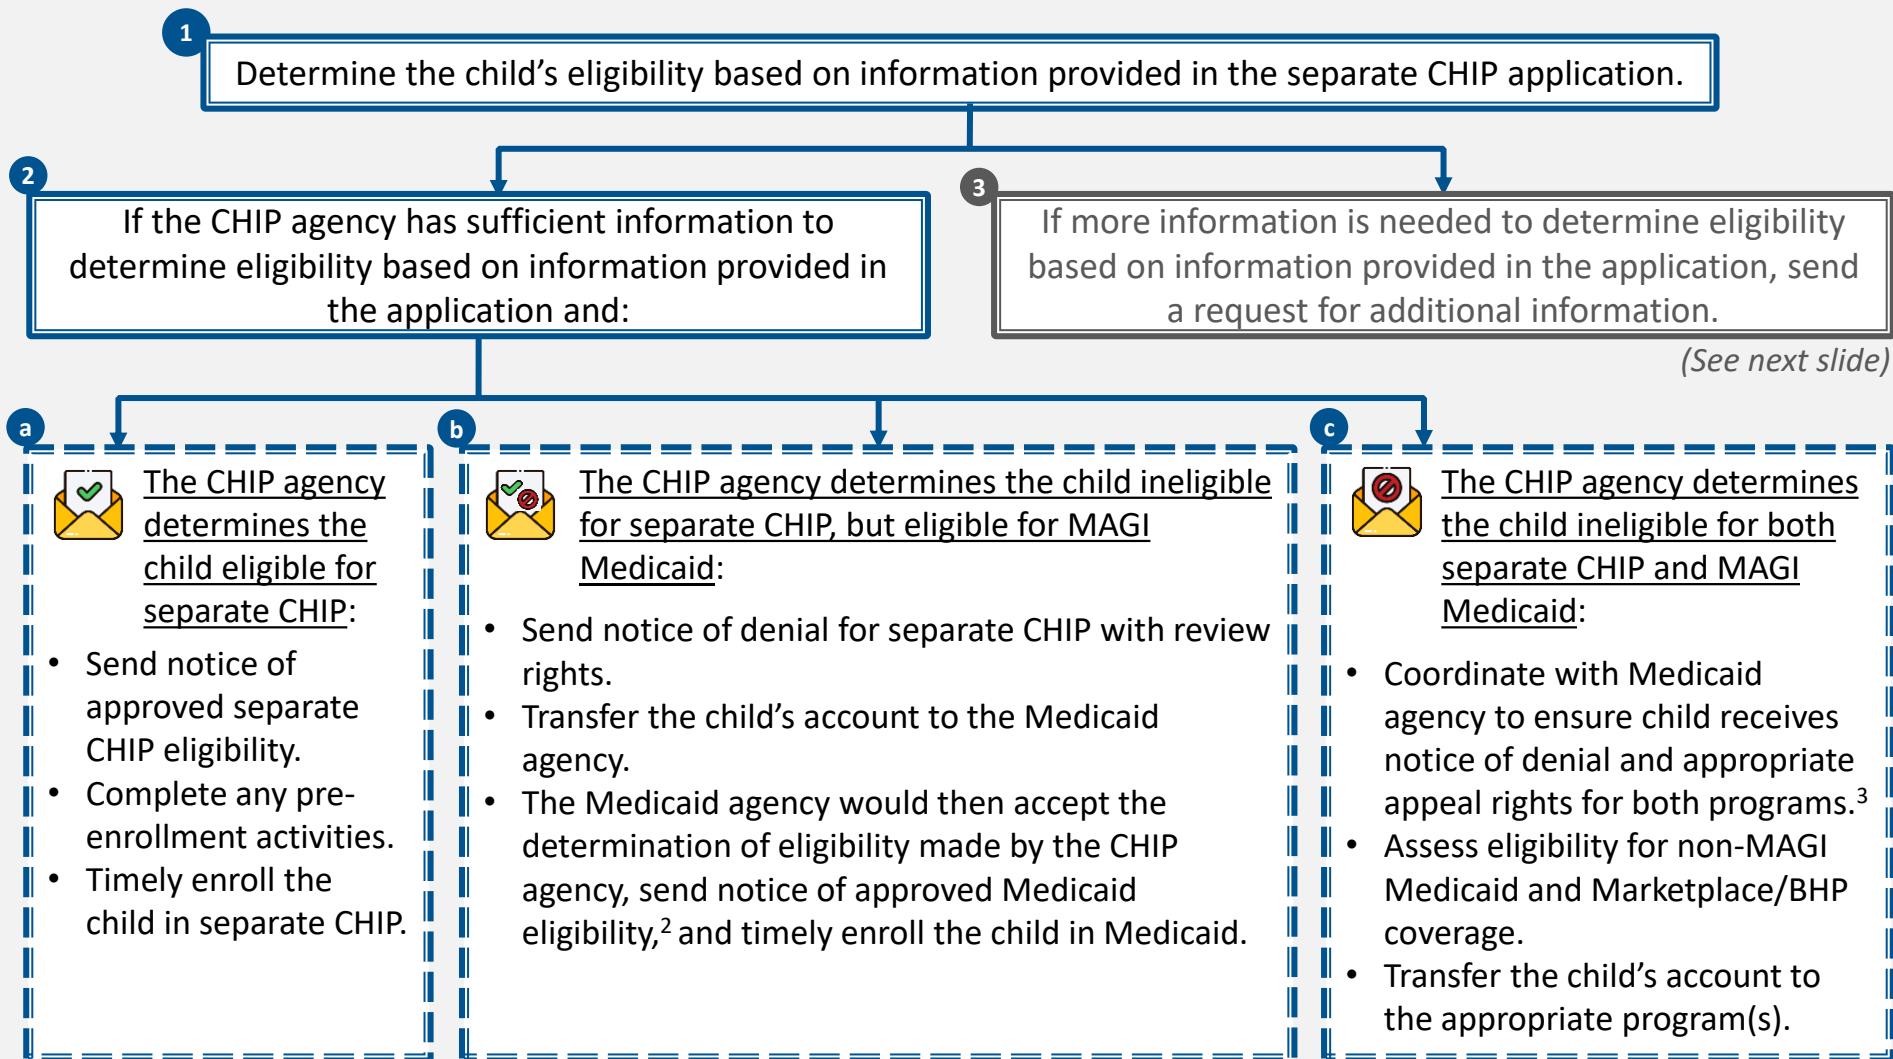 1
Determine the child’s eligibility based on information provided in the separate CHIP application.
2
If the CHIP agency has sufficient information to
determine eligibility based on information provided in
the application and:
3
If more information is needed to determine eligibility
based on information provided in the application, send
a request for additional information.
(See next slide)
a
The CHIP agency
determines the
child eligible for
separate CHIP:
• Send notice of
approved separate
CHIP eligibility.
• Complete any pre-
enrollment activities.
• Timely enroll the
child in separate CHIP.
b
The CHIP agency determines the child ineligible
for separate CHIP, but eligible for MAGI
Medicaid:
• Send notice of denial for separate CHIP with review
rights.
• Transfer the child’s account to the Medicaid
agency.
• The Medicaid agency would then accept the
determination of eligibility made by the CHIP
agency, send notice of approved Medicaid
eligibility,² and timely enroll the child in Medicaid.
c
The CHIP agency determines
the child ineligible for both
separate CHIP and MAGI
Medicaid:
• Coordinate with Medicaid
agency to ensure child receives
notice of denial and appropriate
appeal rights for both programs.³
• Assess eligibility for non-MAGI
Medicaid and Marketplace/BHP
coverage.
• Transfer the child’s account to
the appropriate program(s).